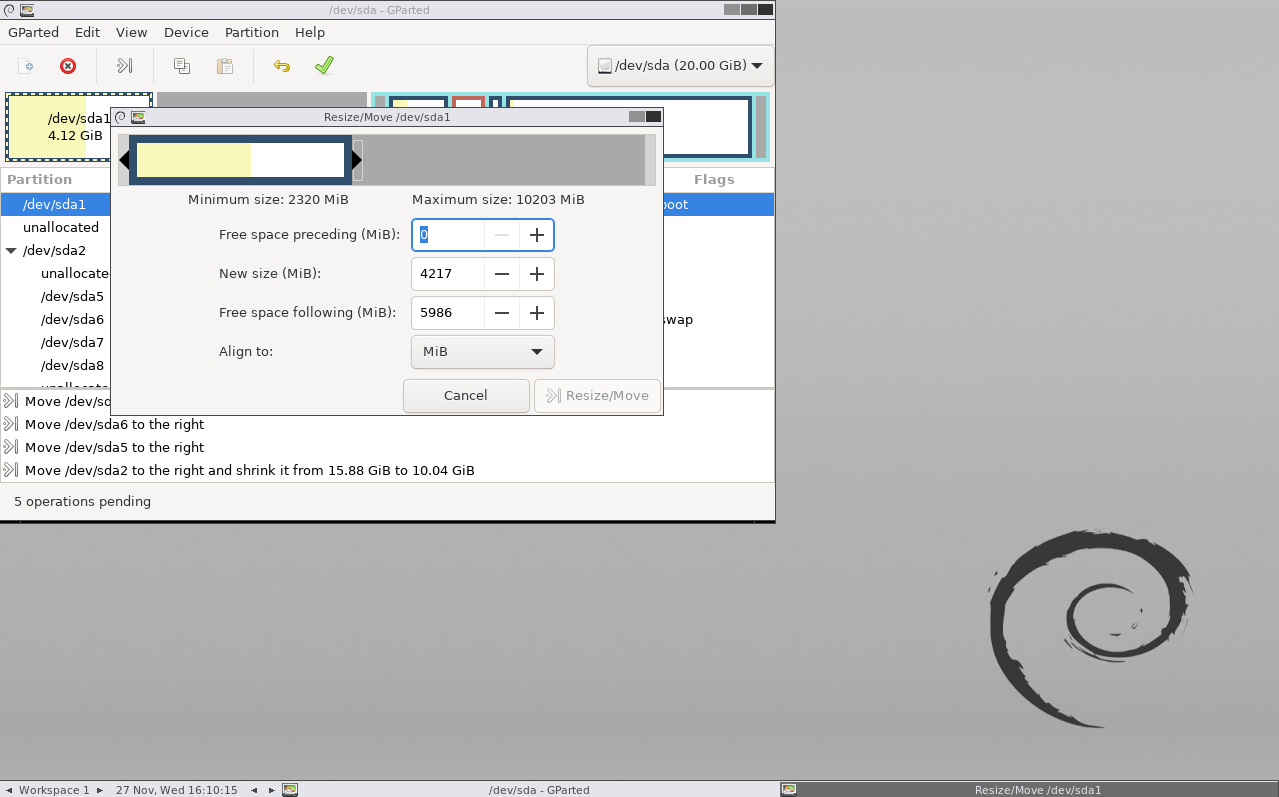 /dev/sda - GParted
GParted Edit View Device Partition Help
/dev/sda (20.00 GiB)
/dev/sda1
4.12 GiB
Resize/Move /dev/sda1
Minimum size: 2320 MiB Maximum size: 10203 MiB
Free space preceding (MiB): 0
New size (MiB): 4217
Free space following (MiB): 5986
Align to: MiB
Cancel Resize/Move
Partition Flags
/dev/sda1 boot
unallocated
/dev/sda2
/dev/sda5
/dev/sda6 swap
/dev/sda7
/dev/sda8
Move
Move /dev/sda6 to the right
Move /dev/sda5 to the right
Move /dev/sda2 to the right and shrink it from 15.88 GiB to 10.04 GiB
5 operations pending
Workspace 1 27 Nov, Wed 16:10:15 /dev/sda - GParted Resize/Move /dev/sda1